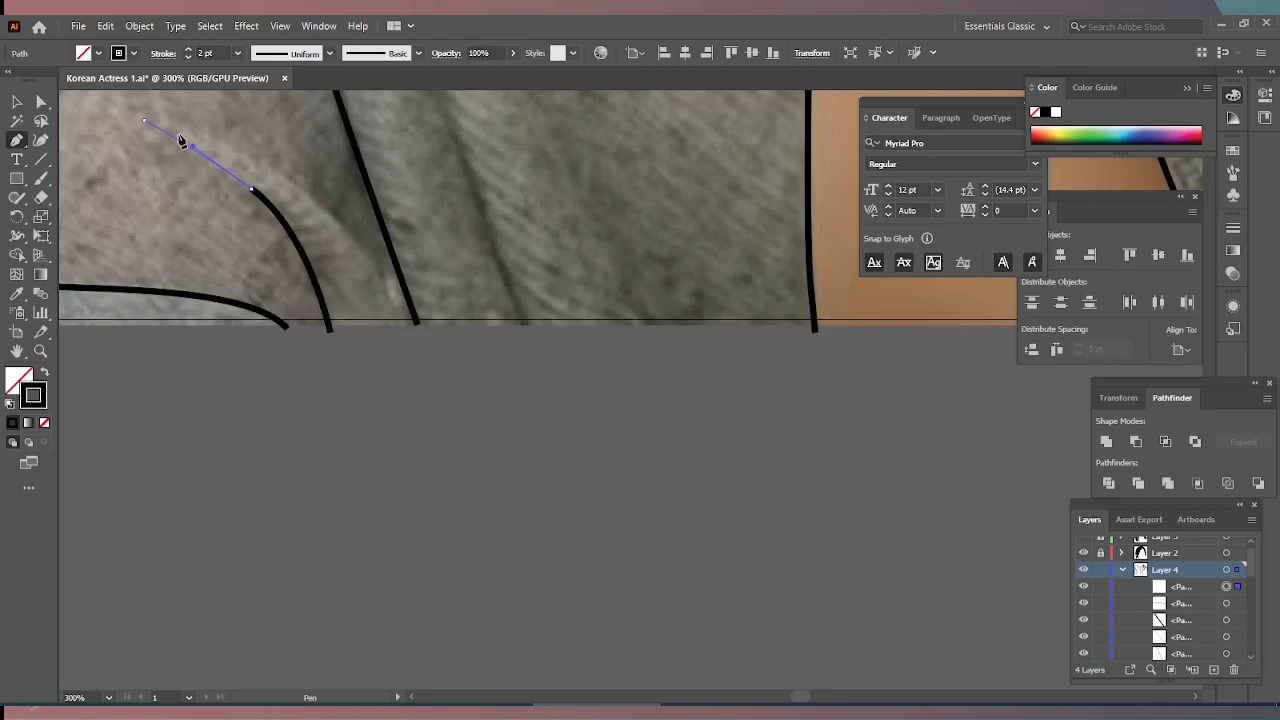 Ai File Edit Object Type Select Effect View Window Help Essentials Classic Search Adobe Stock
Path Stroke: 2 pt Uniform Basic Opacity: 100% Style: Transform
Korean Actress 1.ai* @ 300% (RGB/GPU Preview)
Color Color Guide
Character Paragraph OpenType
Myriad Pro
Regular
12 pt (14.4 pt)
Auto 0
Snap to Glyph
Distribute Objects:
Distribute Spacing: Align To:
0 pt
Transform Pathfinder
Shape Modes:
Expand
Pathfinders:
Layers Asset Export Artboards
Layer 2
Layer 4
<Pa...
<Pa...
<Pa...
<Pa...
<Pa...
4 Layers
300% 1 Pen